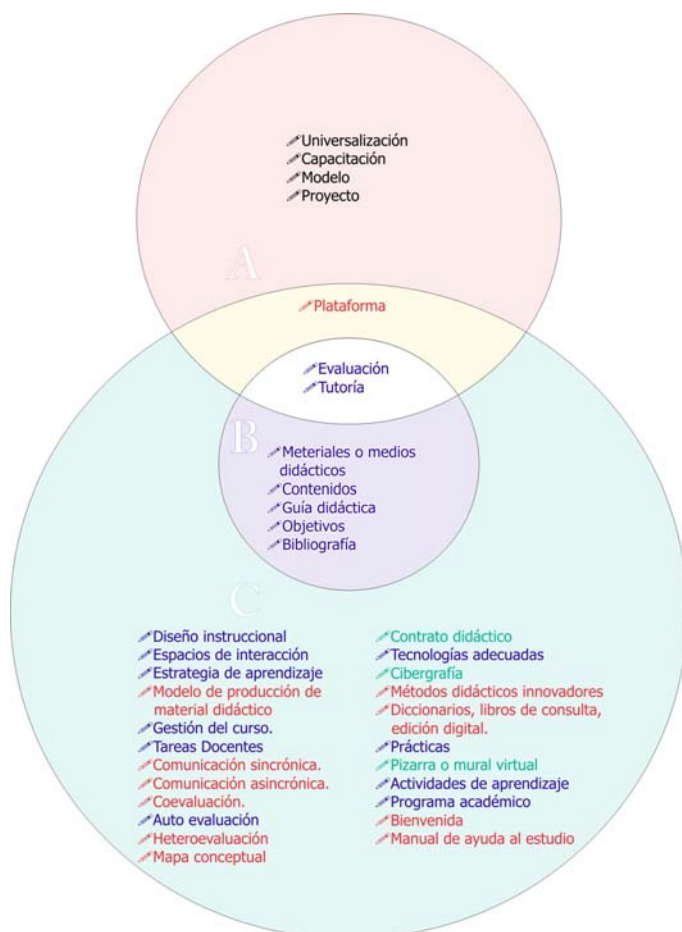 Universalización
Capacitación
Modelo
Proyecto
A
Plataforma
Evaluación
Tutoría
B
Meteriales o medios
didácticos
Contenidos
Guía didáctica
Objetivos
Bibliografía
C
Diseño instruccional
Espacios de interacción
Estrategia de aprendizaje
Modelo de producción de
material didáctico
Gestión del curso.
Tareas Docentes
Comunicación sincrónica.
Comunicación asincrónica.
Coevaluación.
Auto evaluación
Heteroevaluación
Mapa conceptual
Contrato didáctico
Tecnologías adecuadas
Cibergrafía
Métodos didácticos innovadores
Diccionarios, libros de consulta,
edición digital.
Prácticas
Pizarra o mural virtual
Actividades de aprendizaje
Programa académico
Bienvenida
Manual de ayuda al estudio